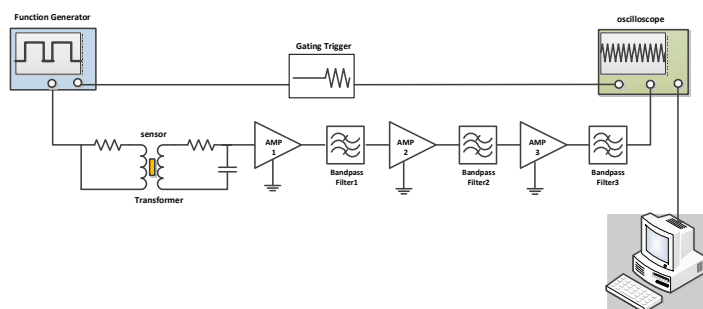 Function Generator
oscilloscope
Gating Trigger
sensor
Transformer
AMP
1
Bandpass
Filter1
AMP
2
Bandpass
Filter2
AMP
3
Bandpass
Filter3